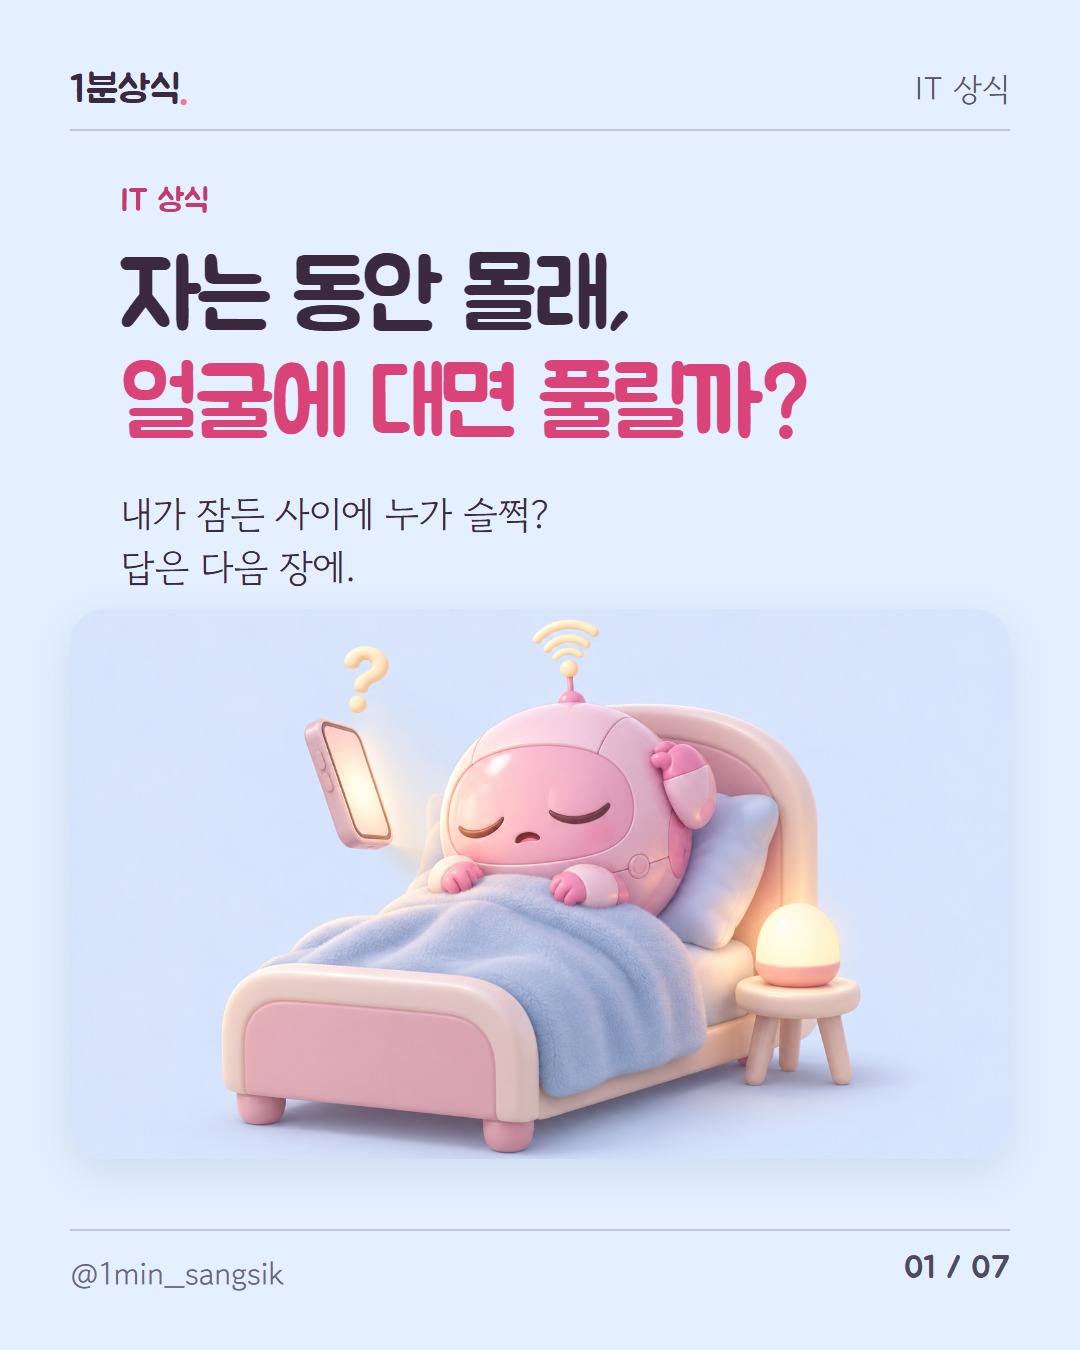 1분상식.
IT 상식
IT 상식
자는 동안 몰래,
얼굴에 대면 풀릴까?
내가 잠든 사이에 누가 슬쩍?
답은 다음 장에.
?
@1min_sangsik
01 / 07